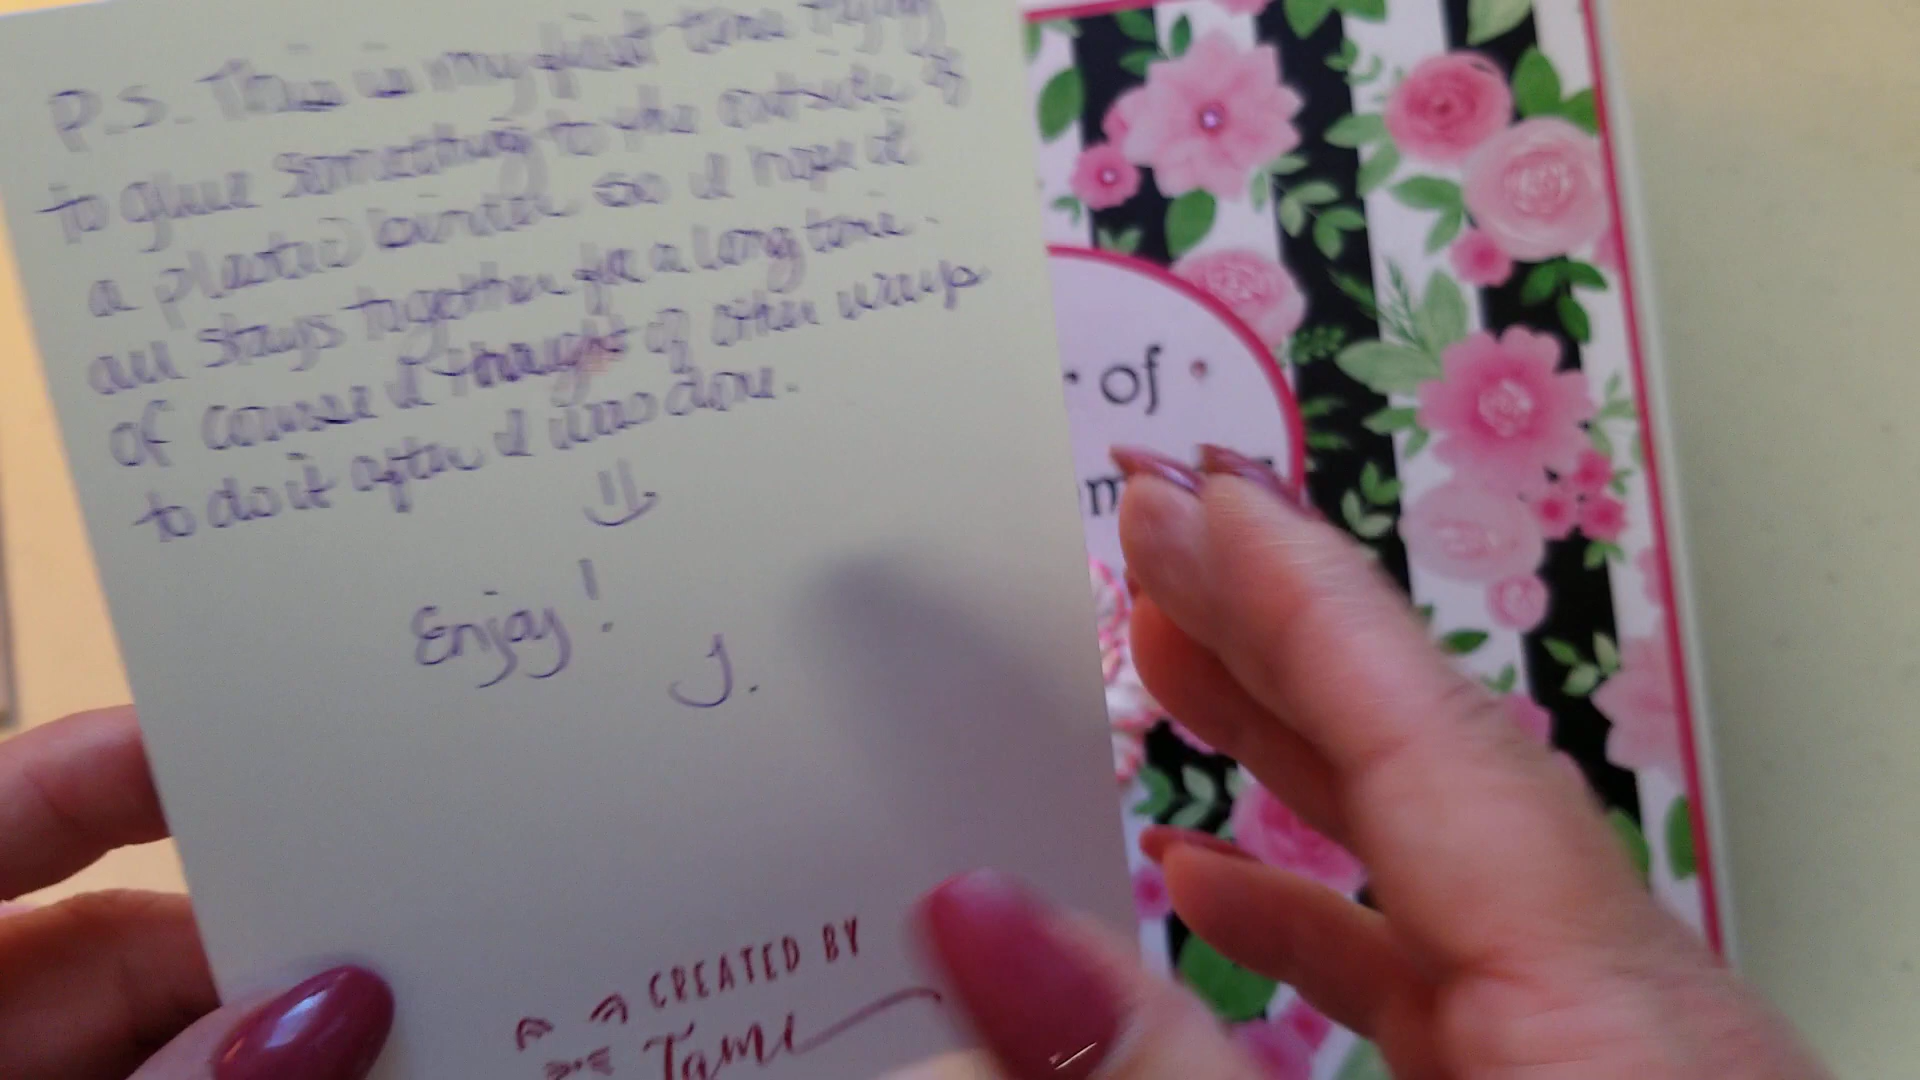 P.S. This is my first time trying
to glue something to the outside of
a plastic binder so I hope it
all stays together for a long time.
of course I thought of other ways
to do it after I was done.
Enjoy!
J.
CREATED BY
Tami
of